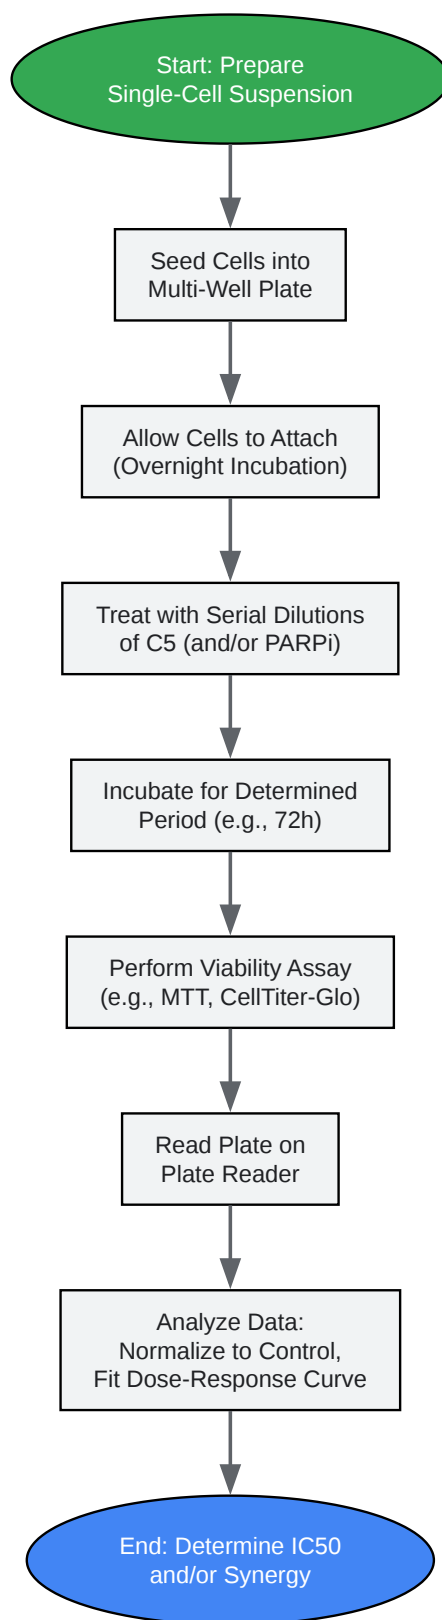 Start: Prepare
Single-Cell Suspension
Seed Cells into
Multi-Well Plate
Allow Cells to Attach
(Overnight Incubation)
Treat with Serial Dilutions
of C5 (and/or PARPi)
Incubate for Determined
Period (e.g., 72h)
Perform Viability Assay
(e.g., MTT, CellTiter-Glo)
Read Plate on
Plate Reader
Analyze Data:
Normalize to Control,
Fit Dose-Response Curve
End: Determine IC50
and/or Synergy